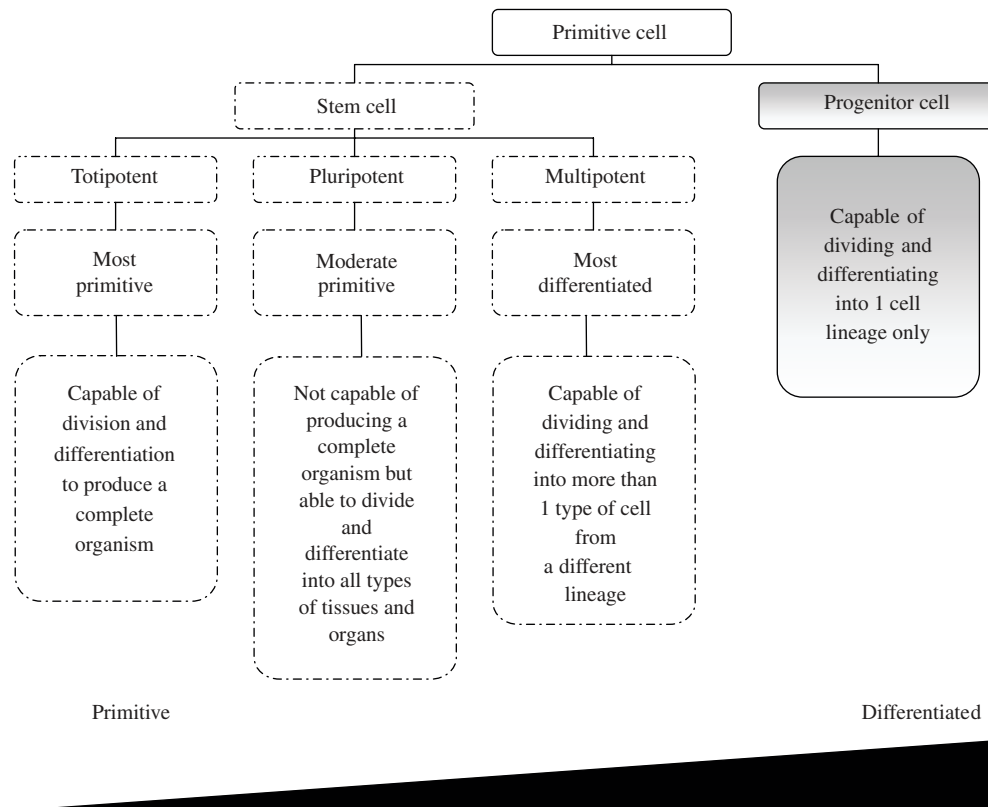 Primitive cell
Stem cell
Progenitor cell
Totipotent
Pluripotent
Multipotent
Most
primitive
Moderate
primitive
Most
differentiated
Capable of
dividing and
differentiating
into 1 cell
lineage only
Capable of
division and
differentiation
to produce a
complete
organism
Not capable of
producing a
complete
organism but
able to divide
and
differentiate
into all types
of tissues and
organs
Capable of
dividing and
differentiating
into more than
1 type of cell
from
a different
lineage
Primitive
Differentiated